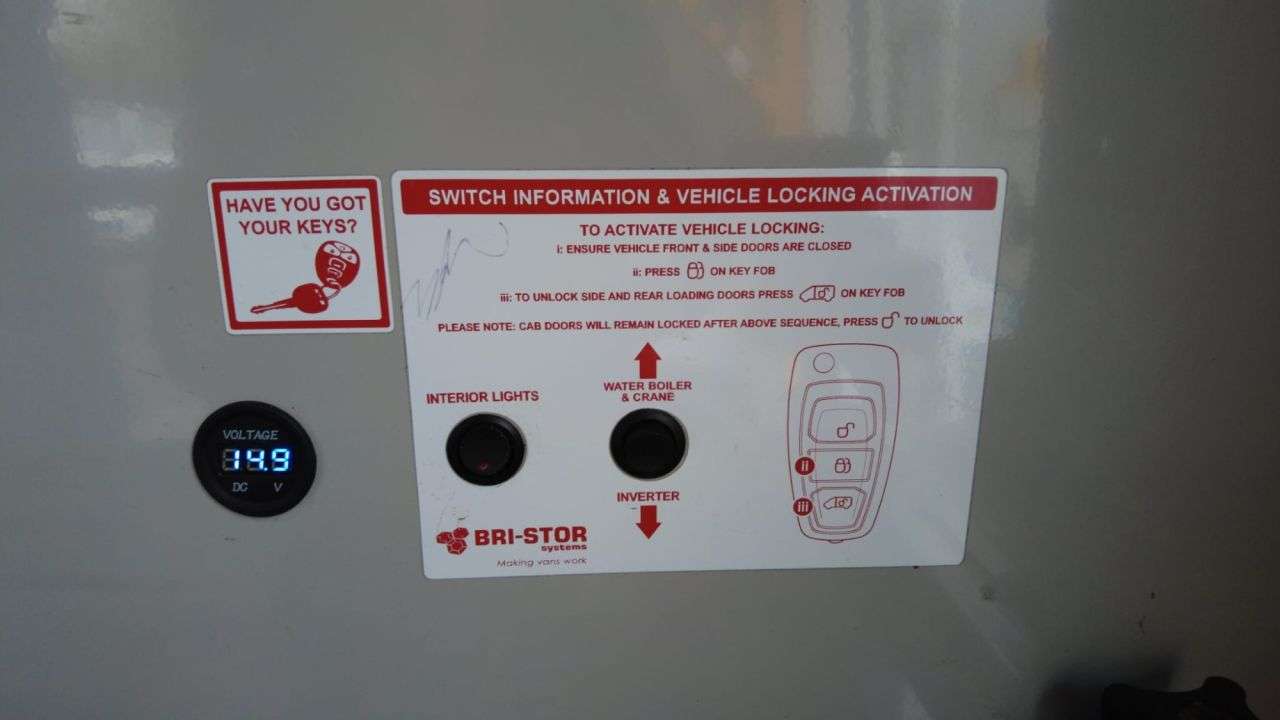 HAVE YOU GOT
YOUR KEYS?
SWITCH INFORMATION & VEHICLE LOCKING ACTIVATION
TO ACTIVATE VEHICLE LOCKING:
i: ENSURE VEHICLE FRONT & SIDE DOORS ARE CLOSED
ii: PRESS ON KEY FOB
iii: TO UNLOCK SIDE AND REAR LOADING DOORS PRESS ON KEY FOB
PLEASE NOTE: CAB DOORS WILL REMAIN LOCKED AFTER ABOVE SEQUENCE, PRESS TO UNLOCK
INTERIOR LIGHTS
WATER BOILER
& CRANE
INVERTER
ii
iii
VOLTAGE
14.9
DC V
BRI-STOR
systems
Making vans work